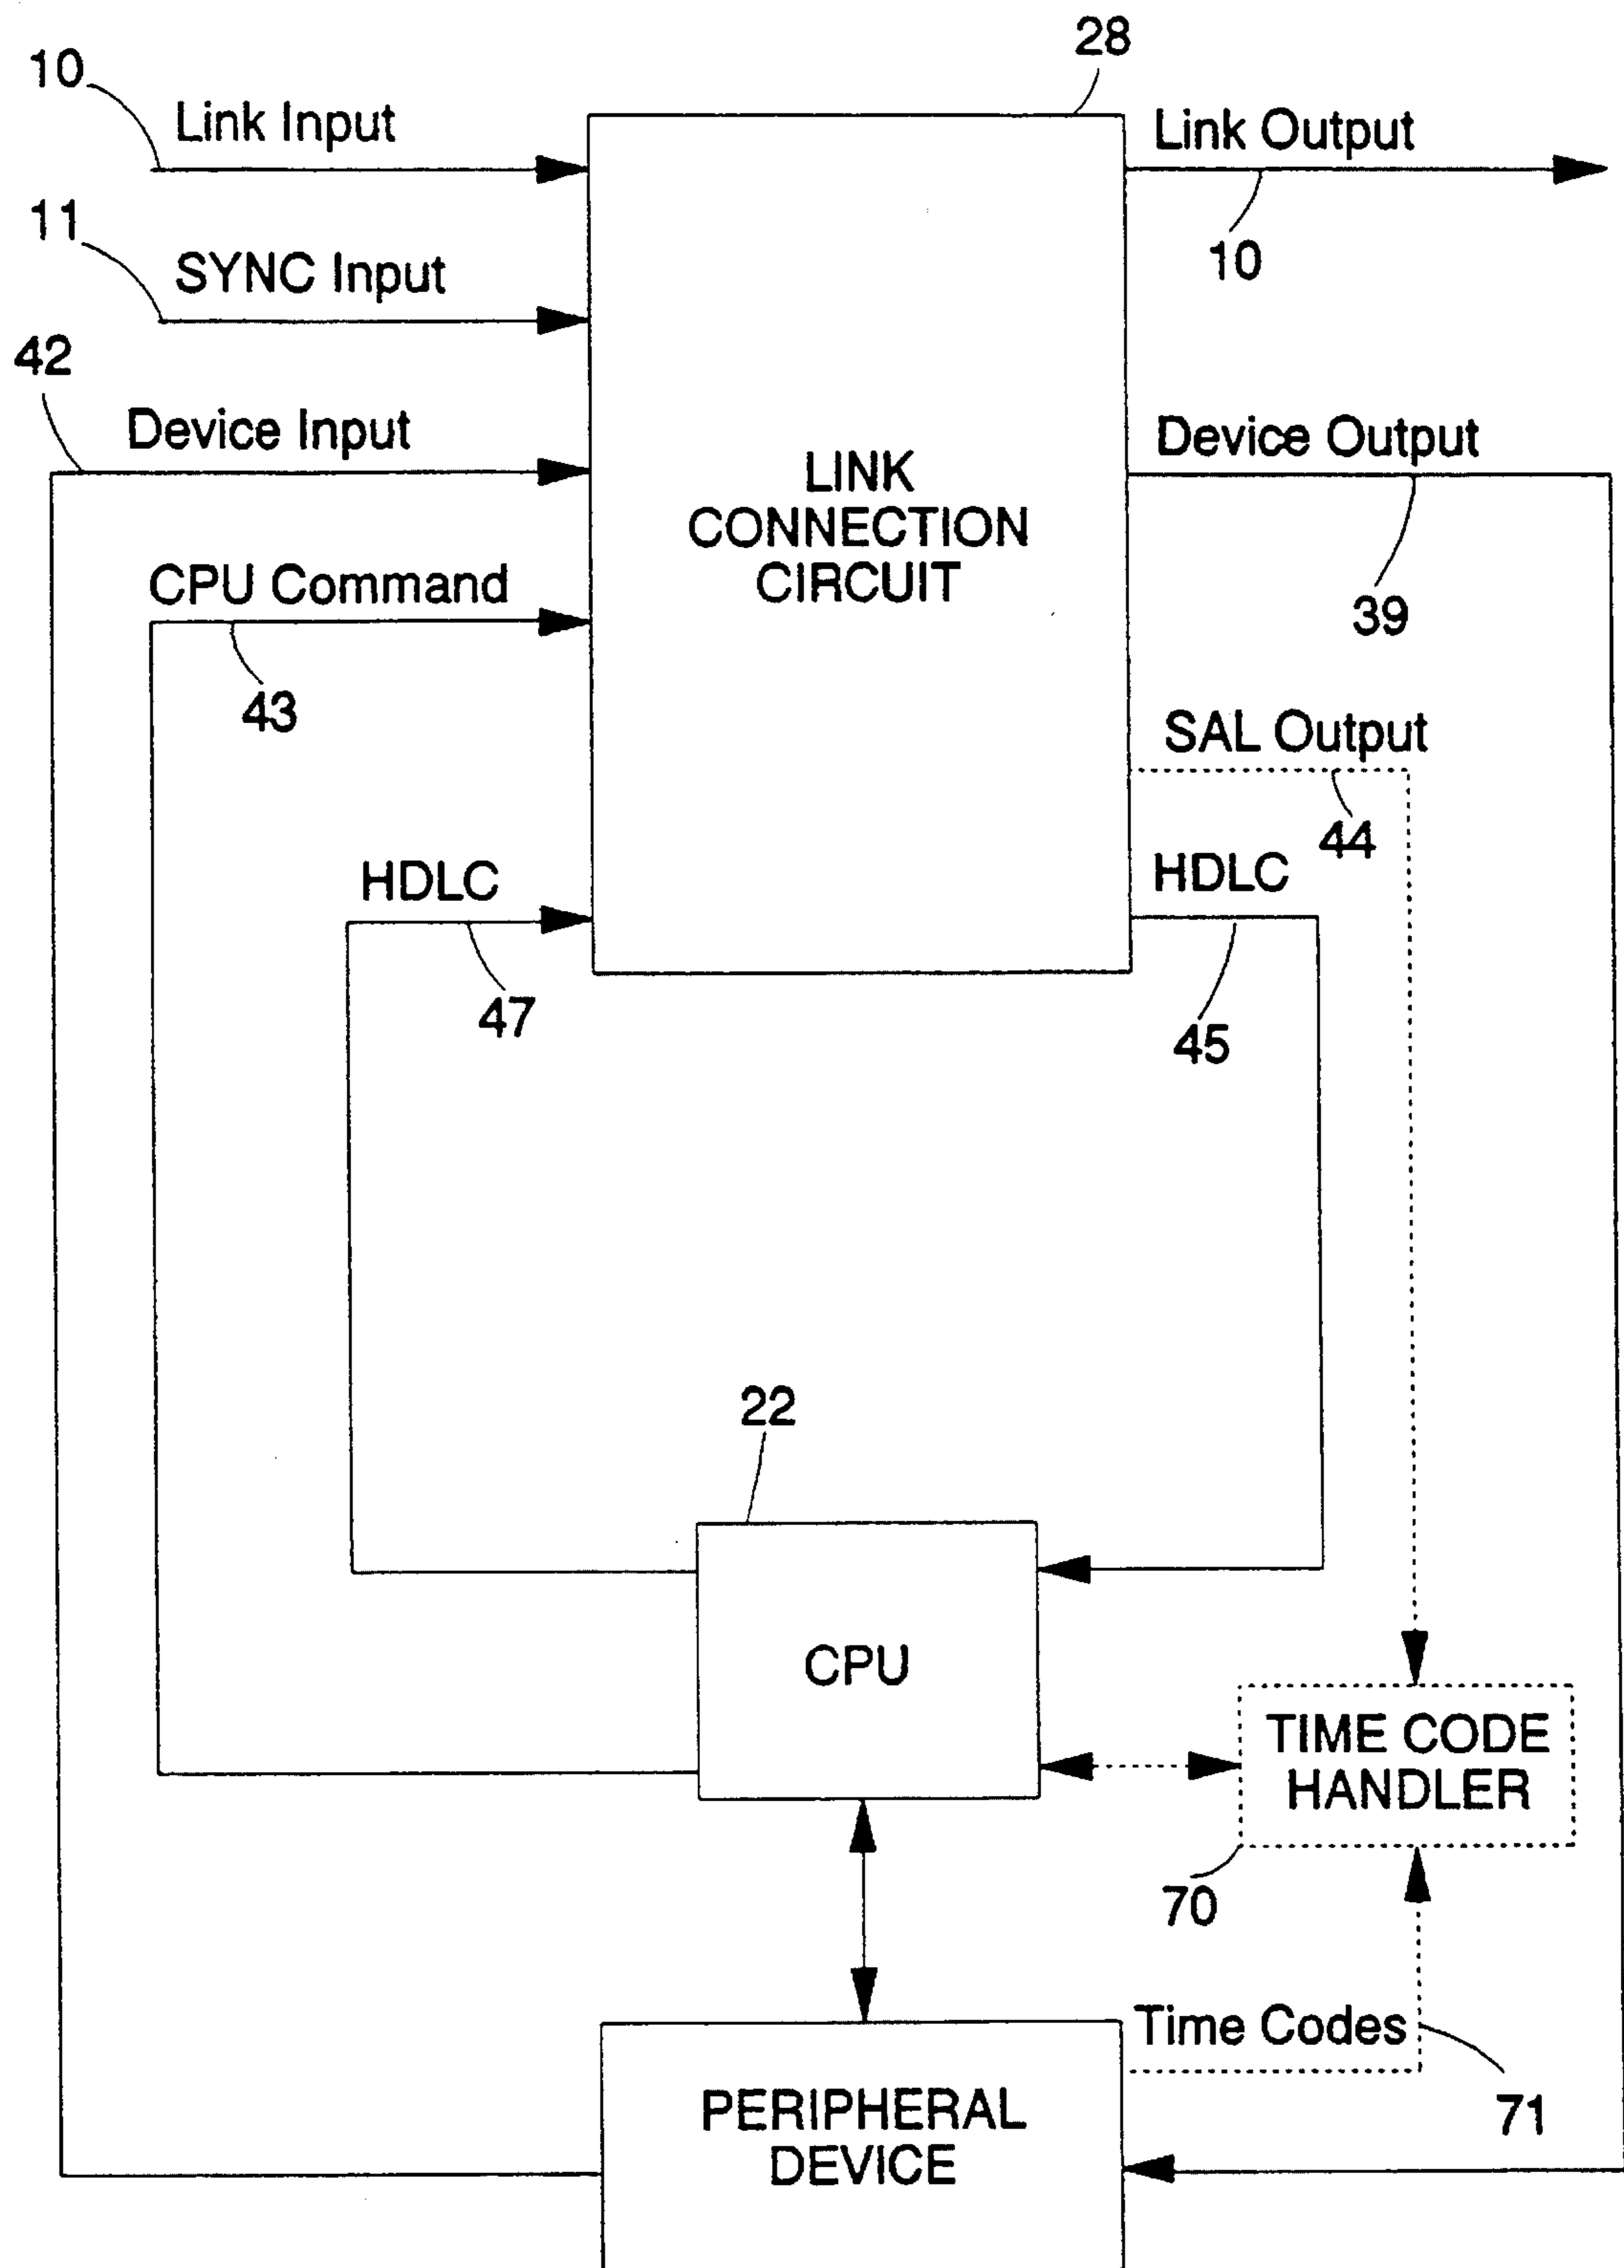 28
10
Link Input
Link Output
11
10
SYNC Input
42
Device Input
Device Output
LINK
CONNECTION
CIRCUIT
CPU Command
39
43
SAL Output
44
HDLC
HDLC
47
45
22
CPU
TIME CODE
HANDLER
70
Time Codes
71
PERIPHERAL
DEVICE